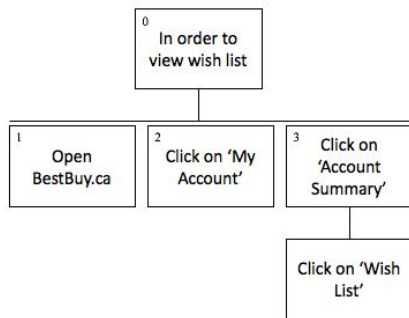 0
In order to
view wish list
1
Open
BestBuy.ca
2
Click on ‘My
Account’
3
Click on
‘Account
Summary’
Click on ‘Wish
List’